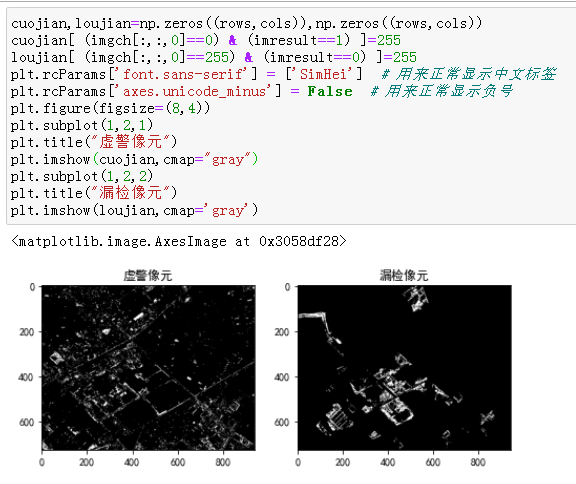 cuojian,loujian=np.zeros((rows,cols)),np.zeros((rows,cols))
cuojian[ (imgch[:,:,0]==0) & (imresult==1) ]=255
loujian[ (imgch[:,:,0]==255) & (imresult==0) ]=255
plt.rcParams['font.sans-serif'] = ['SimHei']  # 用来正常显示中文标签
plt.rcParams['axes.unicode_minus'] = False  # 用来正常显示负号
plt.figure(figsize=(8,4))
plt.subplot(1,2,1)
plt.title("虚警像元")
plt.imshow(cuojian,cmap="gray")
plt.subplot(1,2,2)
plt.title("漏检像元")
plt.imshow(loujian,cmap='gray')
<matplotlib.image.AxesImage at 0x3058df28>
虚警像元
0
200
400
600
0 200 400 600 800
漏检像元
0
200
400
600
0 200 400 600 800